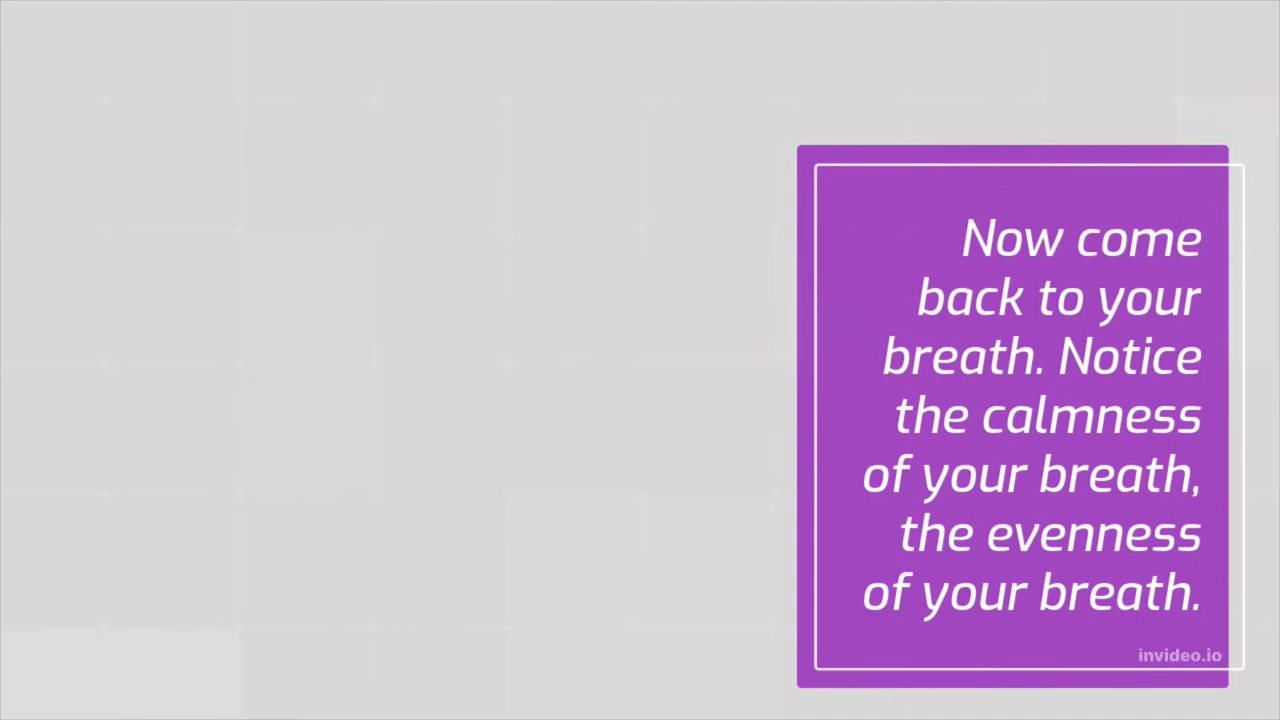 Now come
back to your
breath. Notice
the calmness
of your breath,
the evenness
of your breath.
invideo.io